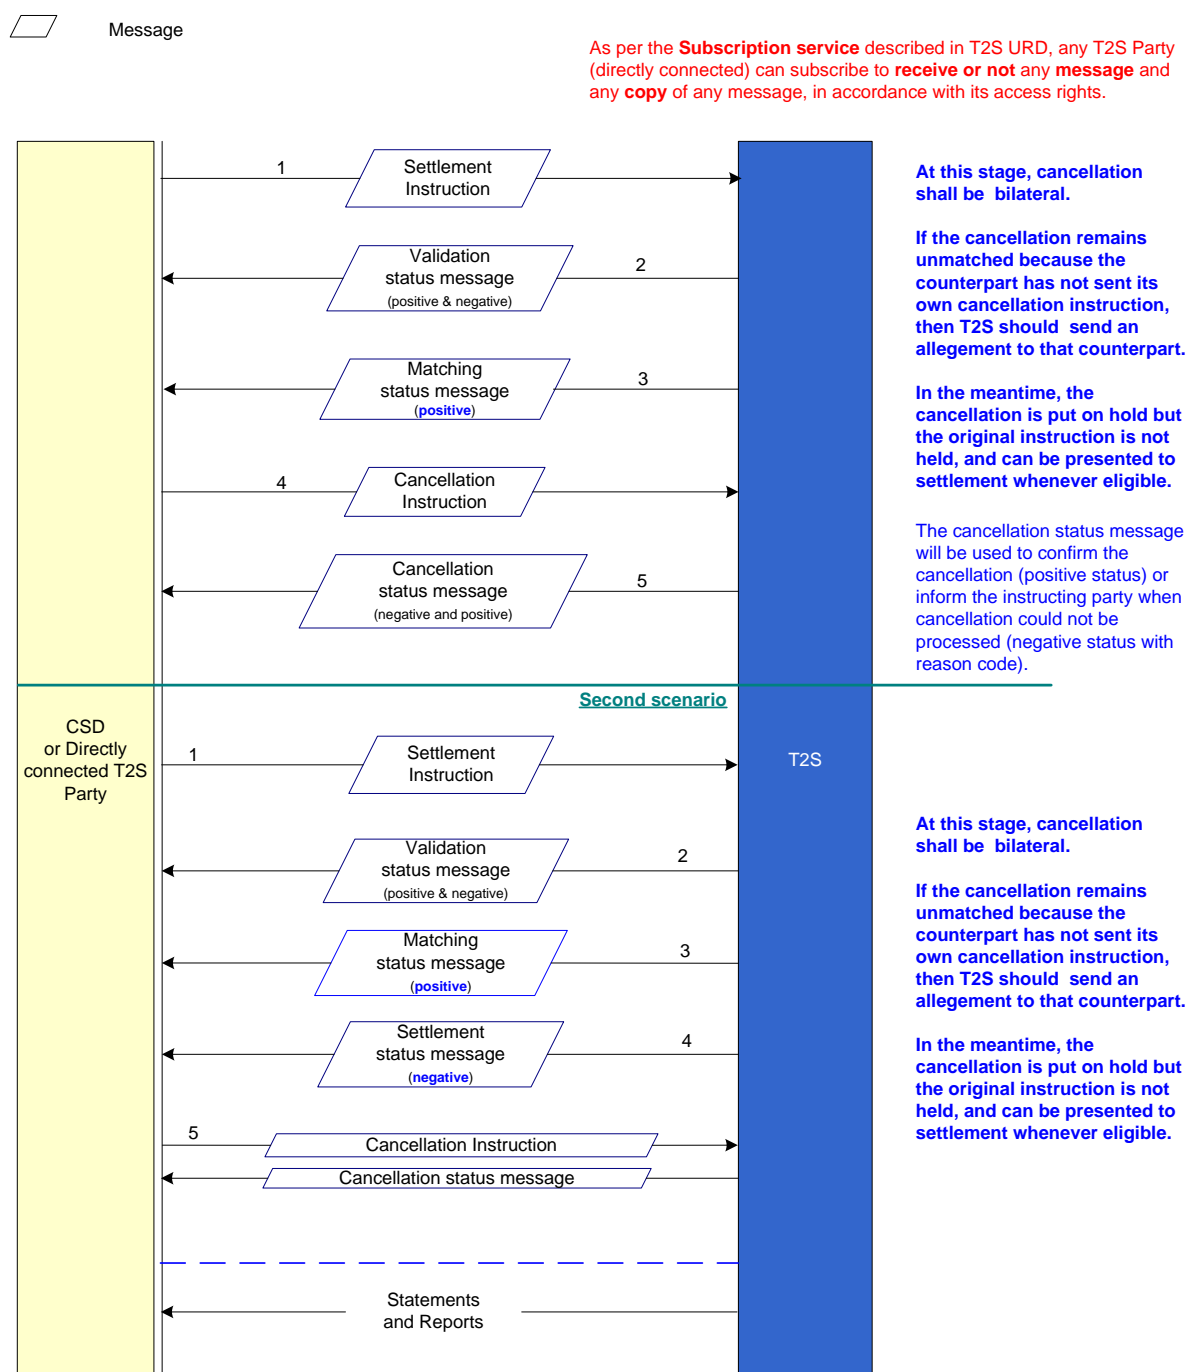 Message
As per the Subscription service described in T2S URD, any T2S Party
(directly connected) can subscribe to receive or not any message and
any copy of any message, in accordance with its access rights.
1
Settlement
Instruction
At this stage, cancellation
shall be bilateral.
Validation
status message
(positive & negative)
2
If the cancellation remains
unmatched because the
counterpart has not sent its
own cancellation instruction,
then T2S should send an
allegement to that counterpart.
Matching
status message
(positive)
3
In the meantime, the
cancellation is put on hold but
the original instruction is not
held, and can be presented to
settlement whenever eligible.
4
Cancellation
Instruction
Cancellation
status message
(negative and positive)
5
The cancellation status message
will be used to confirm the
cancellation (positive status) or
inform the instructing party when
cancellation could not be
processed (negative status with
reason code).
Second scenario
CSD
or Directly
connected T2S
Party
1
Settlement
Instruction
T2S
Validation
status message
(positive & negative)
2
At this stage, cancellation
shall be bilateral.
If the cancellation remains
unmatched because the
counterpart has not sent its
own cancellation instruction,
then T2S should send an
allegement to that counterpart.
Matching
status message
(positive)
3
Settlement
status message
(negative)
4
In the meantime, the
cancellation is put on hold but
the original instruction is not
held, and can be presented to
settlement whenever eligible.
5
Cancellation Instruction
Cancellation status message
Statements
and Reports